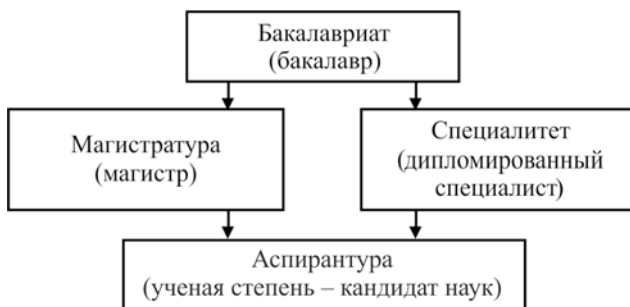 Бакалавриат
(бакалавр)
Магистратура
(магистр)
Специалитет
(дипломированный
специалист)
Аспирантура
(ученая степень – кандидат наук)